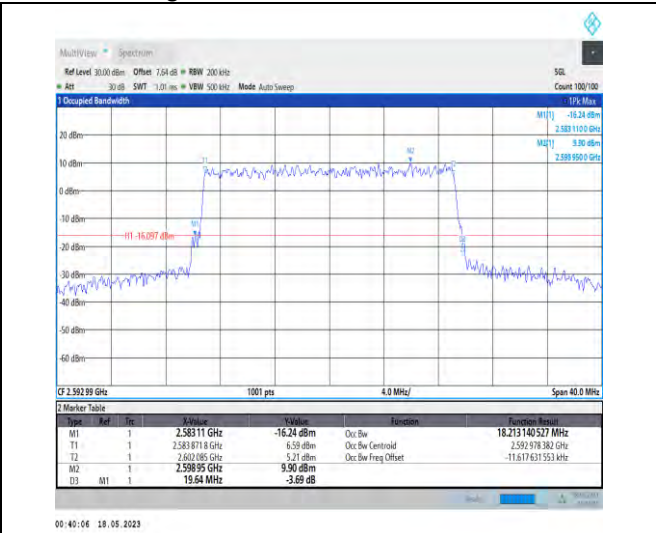 MultiView Spectrum
Ref Level 30.00 dBm Offset 7.64 dB RBW 200 kHz SGL
Att 30 dB SWT 1.01 ms VBW 500 kHz Mode Auto Sweep Count 100/100
1 Occupied Bandwidth 1Pk Max
M1[1] -16.24 dBm
2.583 1100 GHz
M2[1] 9.90 dBm
2.598 9500 GHz
20 dBm
10 dBm
0 dBm
-10 dBm
-20 dBm
-30 dBm
-40 dBm
-50 dBm
-60 dBm
T1
M2
M1
H1 -16.097 dBm
CF 2.592 99 GHz 1001 pts 4.0 MHz/ Span 40.0 MHz
2 Marker Table
Type Ref Trc X-Value Y-Value Function Function Result
M1 1 2.583 11 GHz -16.24 dBm Occ Bw 18.213 140 527 MHz
T1 1 2.583 871 8 GHz 6.59 dBm Occ Bw Centroid 2.592 978 382 GHz
T2 1 2.602 085 GHz 5.21 dBm Occ Bw Freq Offset -11.617 631 553 kHz
M2 1 2.598 95 GHz 9.90 dBm
D3 M1 1 19.64 MHz -3.69 dB
00:40:06 18.05.2023